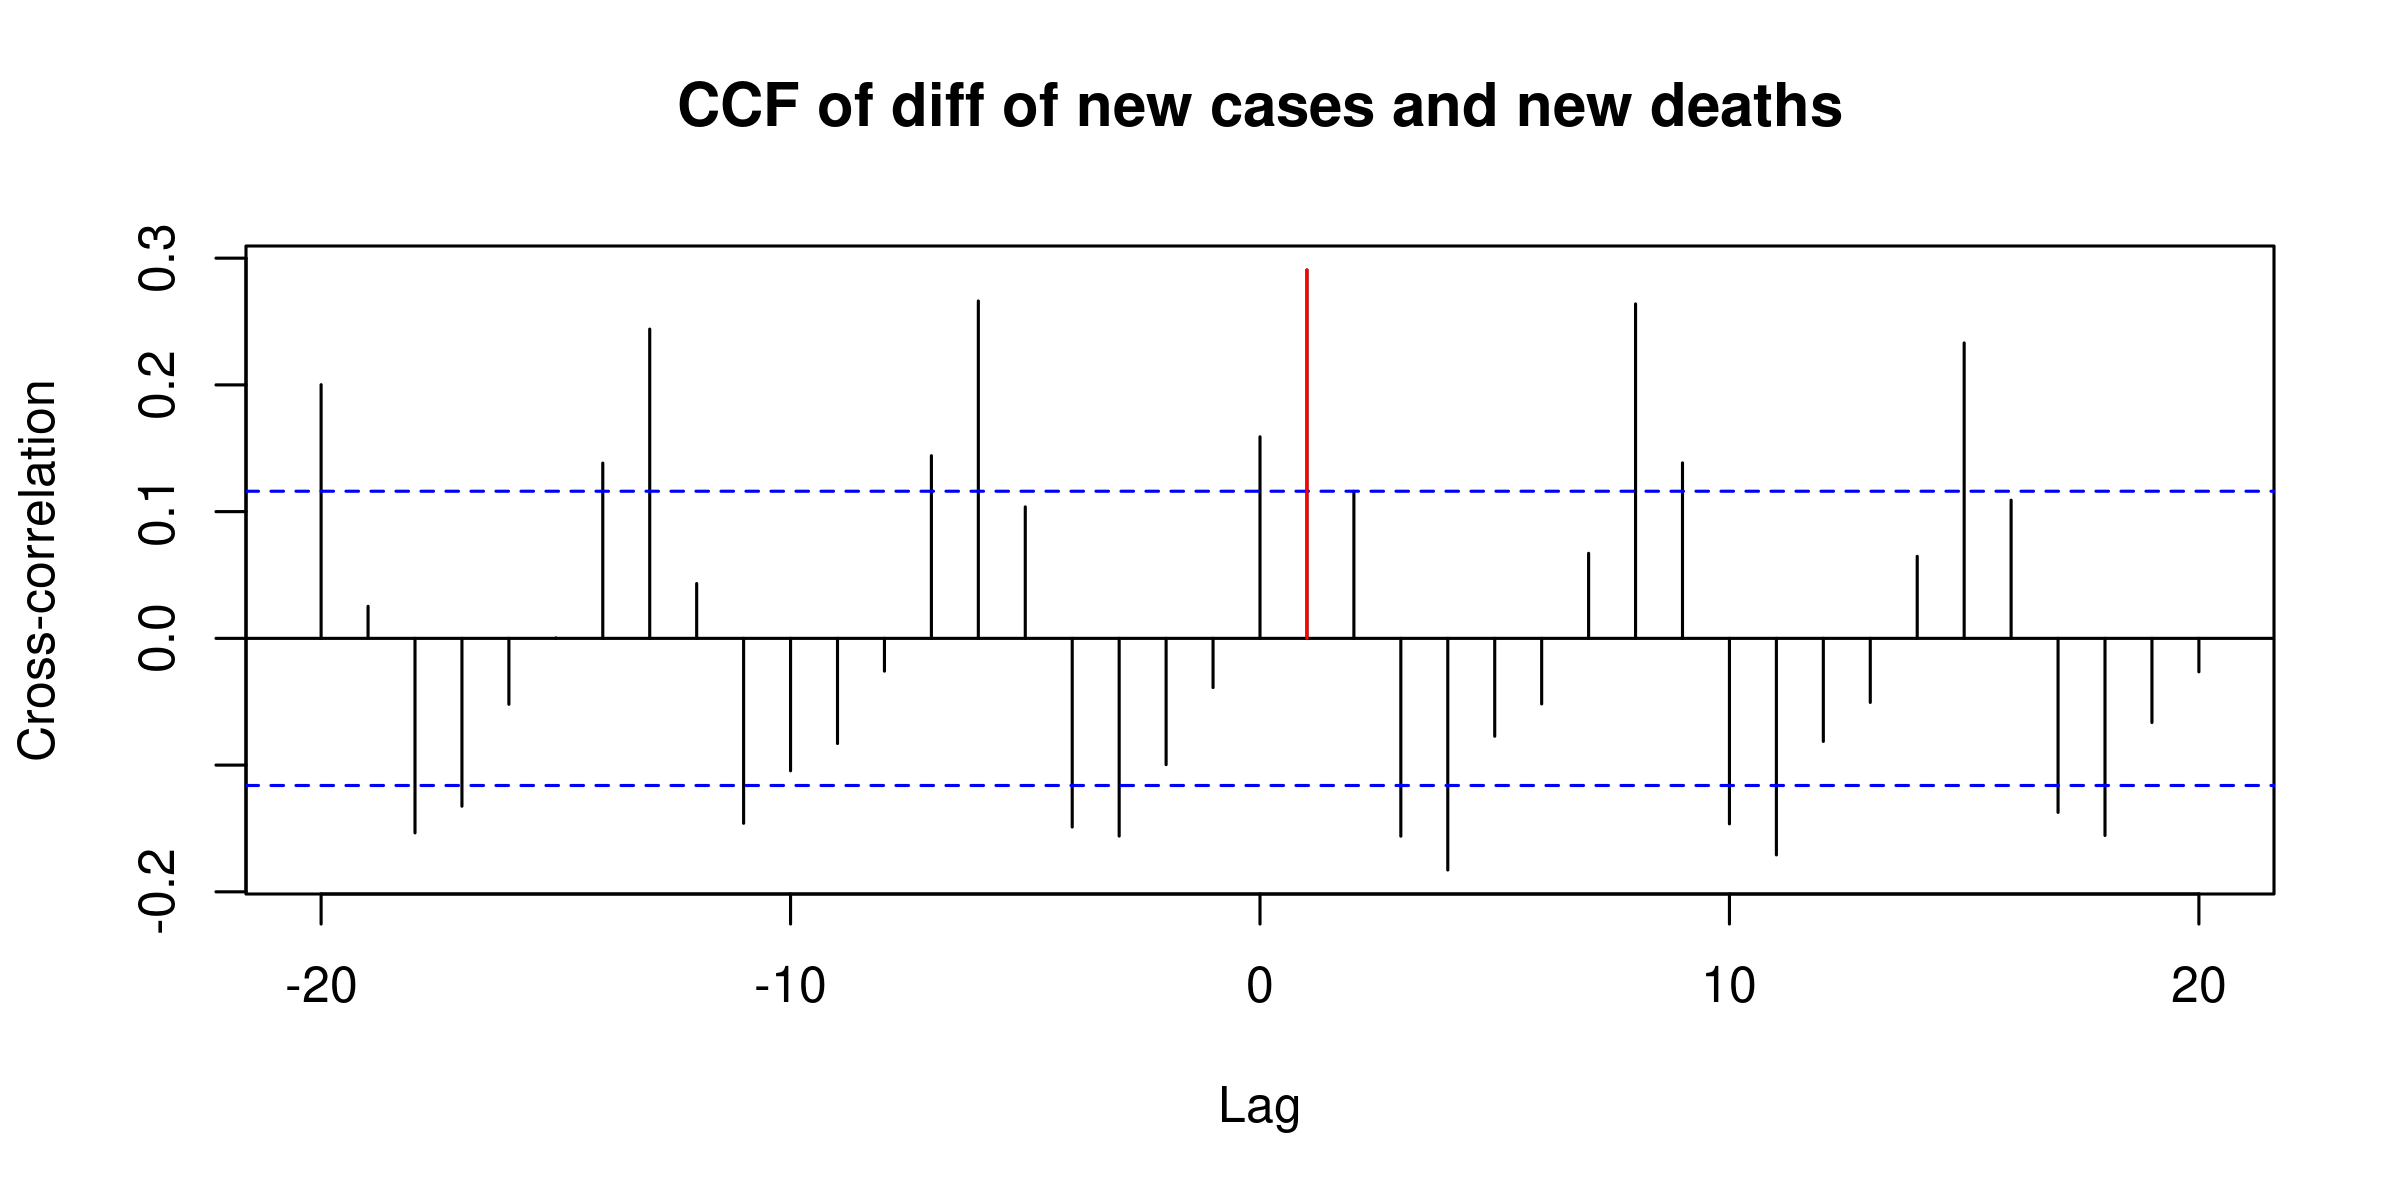 CCF of diff of new cases and new deaths
Cross-correlation
0.3
0.2
0.1
0.0
-0.2
-20 -10 0 10 20
Lag